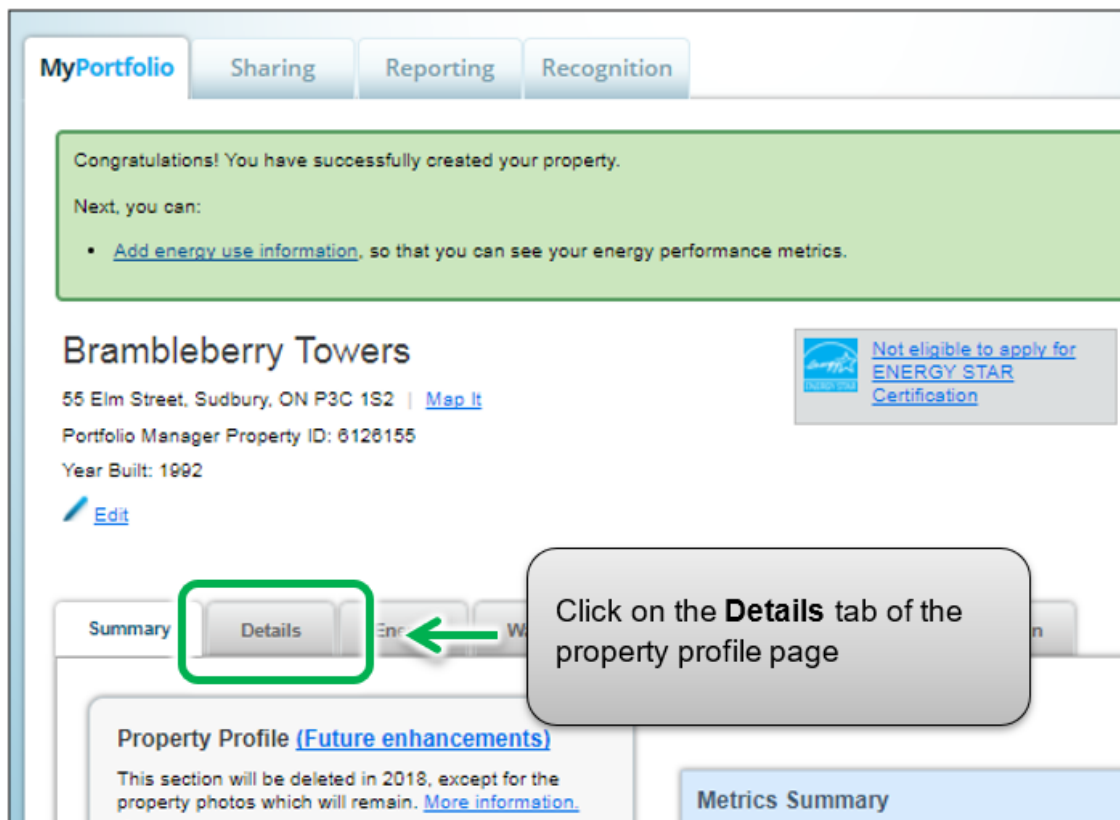 MyPortfolio Sharing Reporting Recognition
Congratulations! You have successfully created your property.
Next, you can:
• Add energy use information, so that you can see your energy performance metrics.
Brambleberry Towers
55 Elm Street, Sudbury, ON P3C 1S2 | Map It
Portfolio Manager Property ID: 6126155
Year Built: 1992
Edit
ENERGY STAR
Not eligible to apply for
ENERGY STAR
Certification
Summary Details
Click on the Details tab of the
property profile page
Property Profile (Future enhancements)
This section will be deleted in 2018, except for the
property photos which will remain. More information.
Metrics Summary